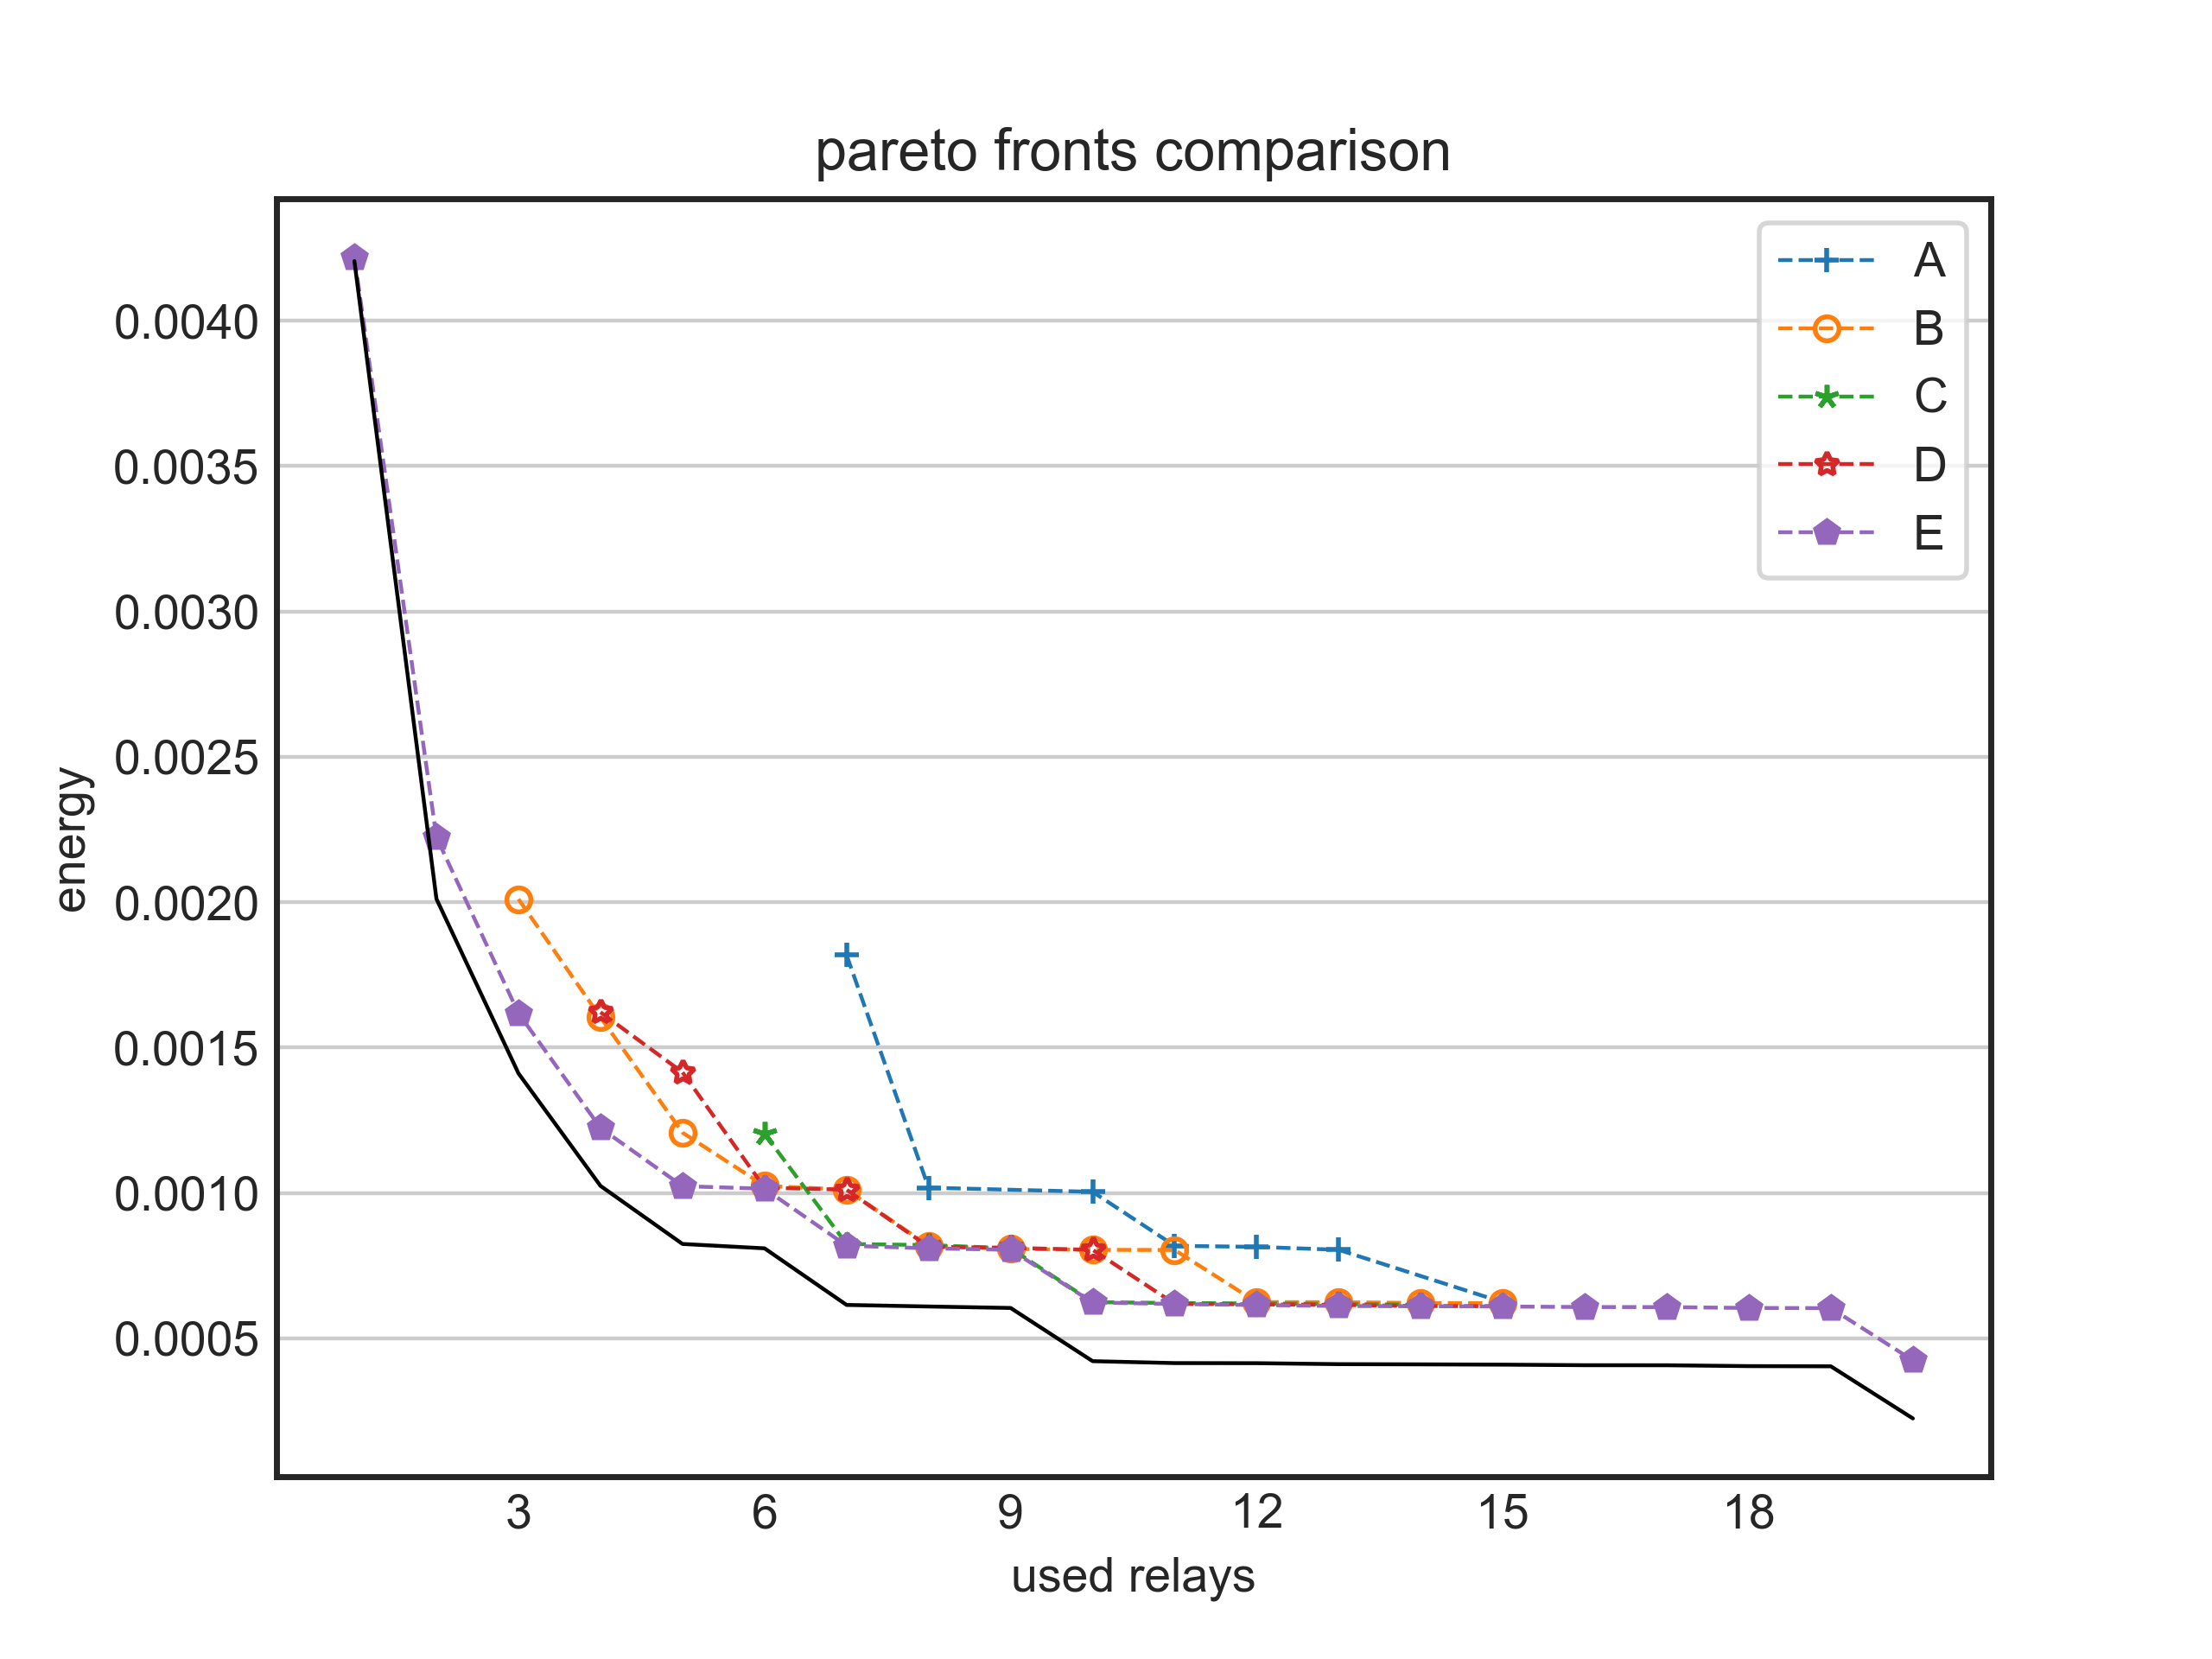 pareto fronts comparison
A
B
C
D
E
0.0040
0.0035
0.0030
0.0025
0.0020
0.0015
0.0010
0.0005
energy
3 6 9 12 15 18
used relays